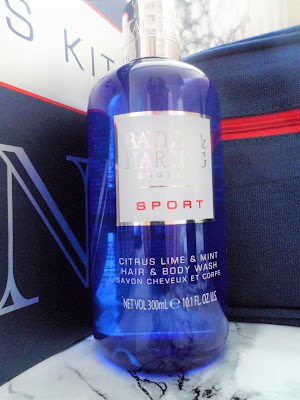 S KIT
N
BAYLIS &
HARDING
SPORT
CITRUS LIME & MINT
HAIR & BODY WASH
SAVON CHEVEUX ET CORPS
NET VOL 300mL ℮ 10.1 FL.OZ.U.S